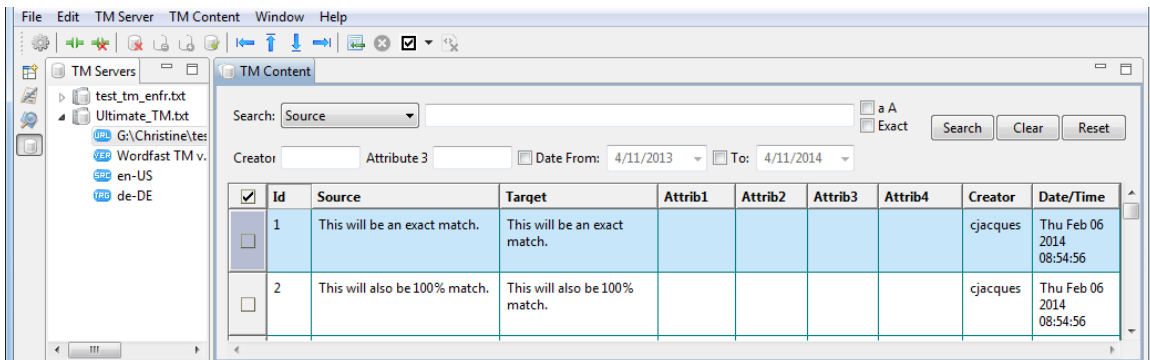 File Edit TM Server TM Content Window Help
TM Servers
test_tm_enfr.txt
Ultimate_TM.txt
URL G:\Christine\tes
VER Wordfast TM v.
SRC en-US
TRG de-DE
TM Content
Search: Source a A
Exact Search Clear Reset
Creator Attribute 3 Date From: 4/11/2013 To: 4/11/2014
Id Source Target Attrib1 Attrib2 Attrib3 Attrib4 Creator Date/Time
1 This will be an exact match. This will be an exact cjacques Thu Feb 06
match. 2014
08:54:56
2 This will also be 100% match. This will also be 100% cjacques Thu Feb 06
match. 2014
08:54:56